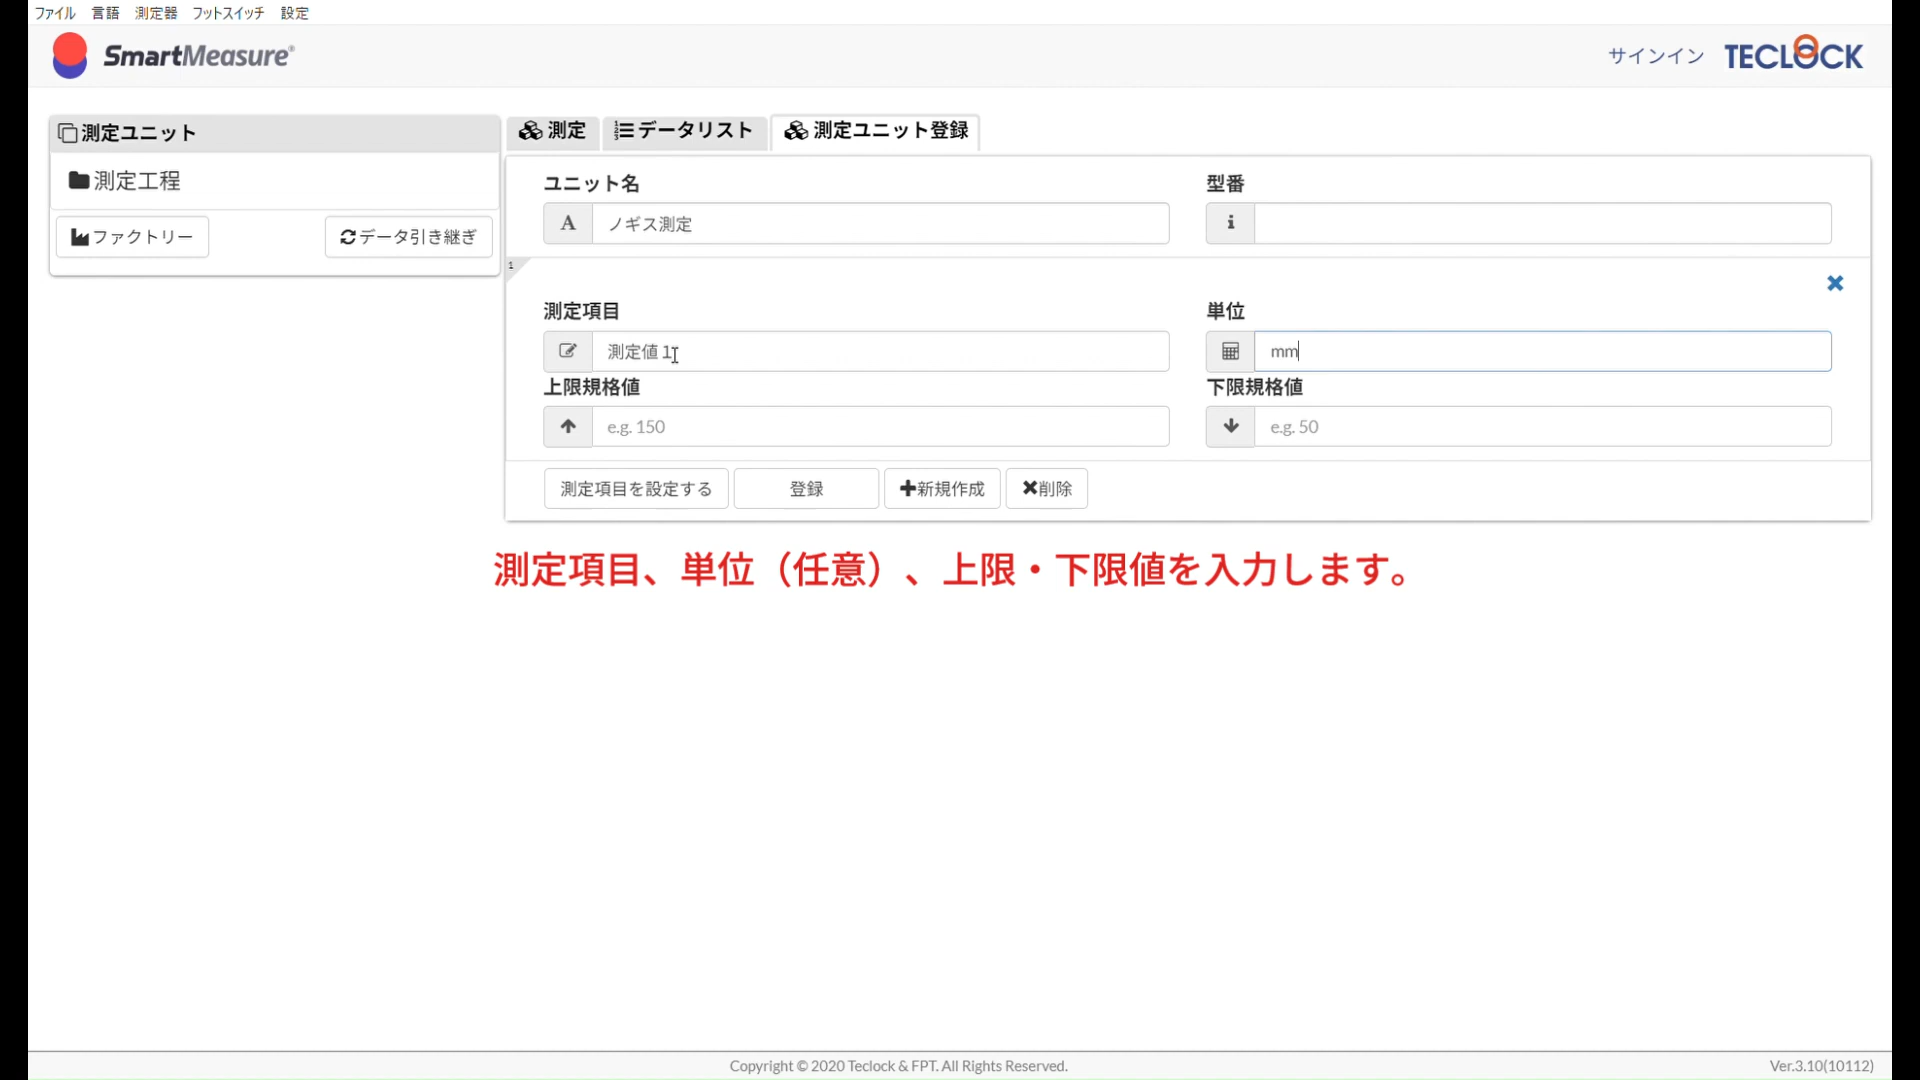 ファイル 言語 測定器 フットスイッチ 設定
SmartMeasure®
サインイン TECLOCK
測定ユニット
測定工程
ファクトリー データ引き継ぎ
測定 データリスト 測定ユニット登録
ユニット名 型番
ノギス測定
1
測定項目 単位
測定値 1 mm
上限規格値 下限規格値
e.g. 150 e.g. 50
測定項目を設定する 登録 新規作成 削除
測定項目、単位（任意）、上限・下限値を入力します。
Copyright © 2020 Teclock & FPT. All Rights Reserved. Ver.3.10(10112)